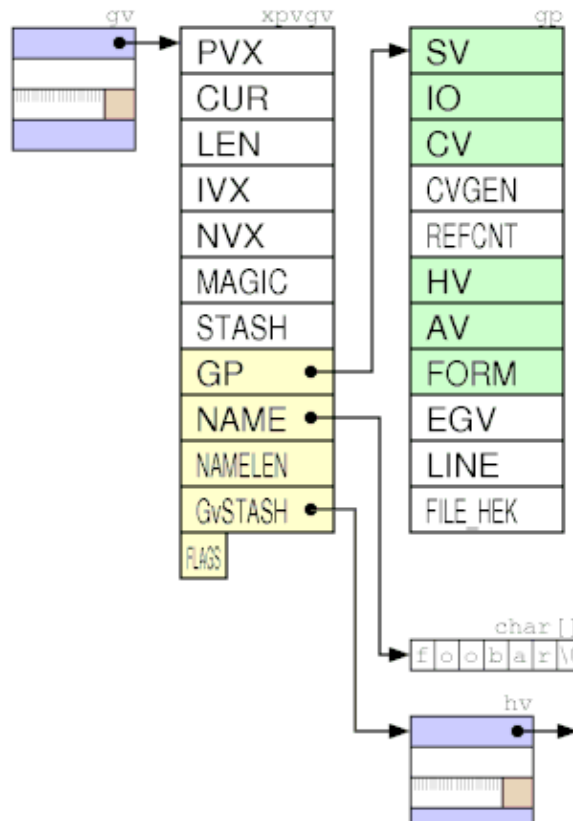 gv
xpvgv
gp
PVX
CUR
LEN
IVX
NVX
MAGIC
STASH
GP
NAME
NAMELEN
GvSTASH
FLAGS
SV
IO
CV
CVGEN
REFCNT
HV
AV
FORM
EGV
LINE
FILE_HEK
char[]
f o o b a r \
hv